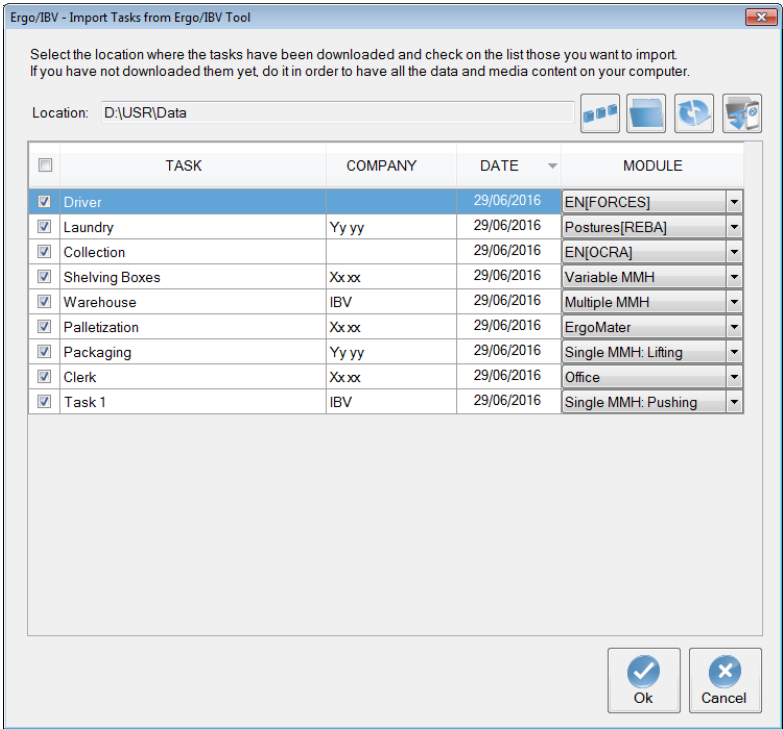 Ergo/IBV - Import Tasks from Ergo/IBV Tool
Select the location where the tasks have been downloaded and check on the list those you want to import.
If you have not downloaded them yet, do it in order to have all the data and media content on your computer.
Location: D:\USR\Data
TASK COMPANY DATE MODULE
Driver 29/06/2016 EN[FORCES]
Laundry Yy yy 29/06/2016 Postures[REBA]
Collection 29/06/2016 EN[OCRA]
Shelving Boxes Xx xx 29/06/2016 Variable MMH
Warehouse IBV 29/06/2016 Multiple MMH
Palletization Xx xx 29/06/2016 ErgoMater
Packaging Yy yy 29/06/2016 Single MMH: Lifting
Clerk Xx xx 29/06/2016 Office
Task 1 IBV 29/06/2016 Single MMH: Pushing
Ok Cancel